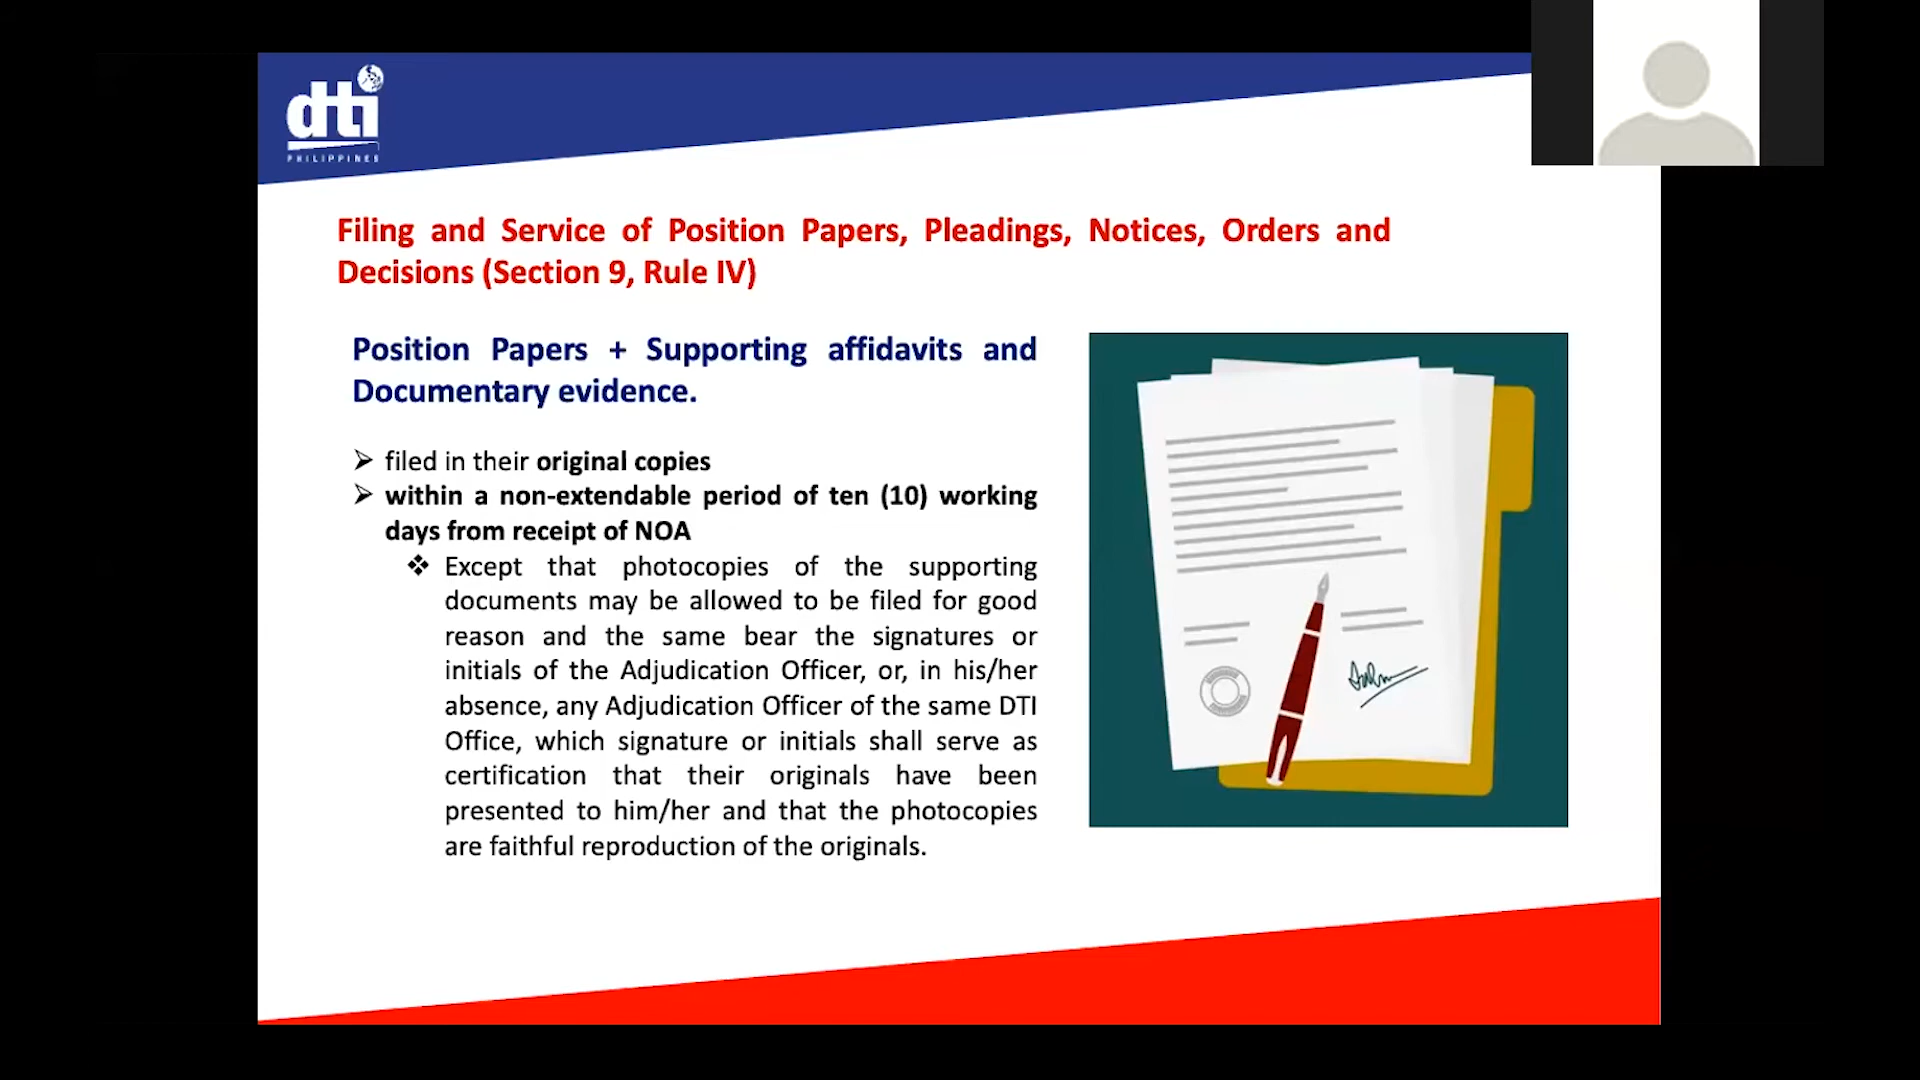 dti
PHILIPPINES
Filing and Service of Position Papers, Pleadings, Notices, Orders and
Decisions (Section 9, Rule IV)
Position Papers + Supporting affidavits and
Documentary evidence.
➢ filed in their original copies
➢ within a non-extendable period of ten (10) working
days from receipt of NOA
❖ Except that photocopies of the supporting
documents may be allowed to be filed for good
reason and the same bear the signatures or
initials of the Adjudication Officer, or, in his/her
absence, any Adjudication Officer of the same DTI
Office, which signature or initials shall serve as
certification that their originals have been
presented to him/her and that the photocopies
are faithful reproduction of the originals.